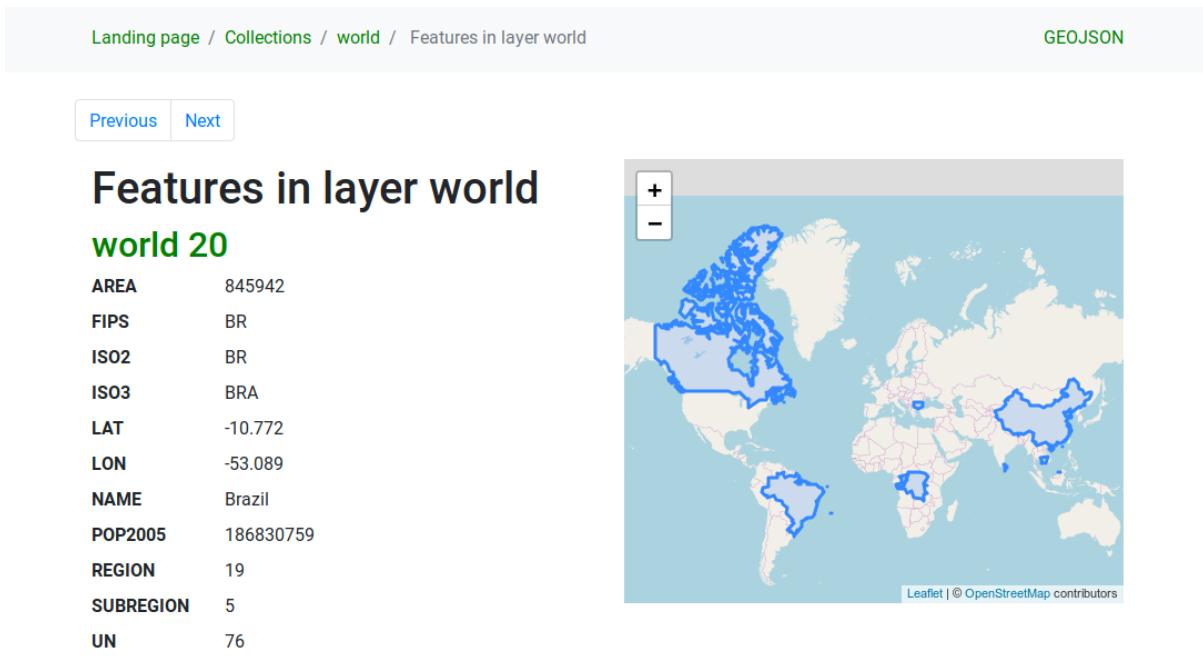 Landing page / Collections / world / Features in layer world GEOJSON
Previous Next
Features in layer world
world 20
AREA 845942
FIPS BR
ISO2 BR
ISO3 BRA
LAT -10.772
LON -53.089
NAME Brazil
POP2005 186830759
REGION 19
SUBREGION 5
UN 76
+
−
Leaflet | © OpenStreetMap contributors